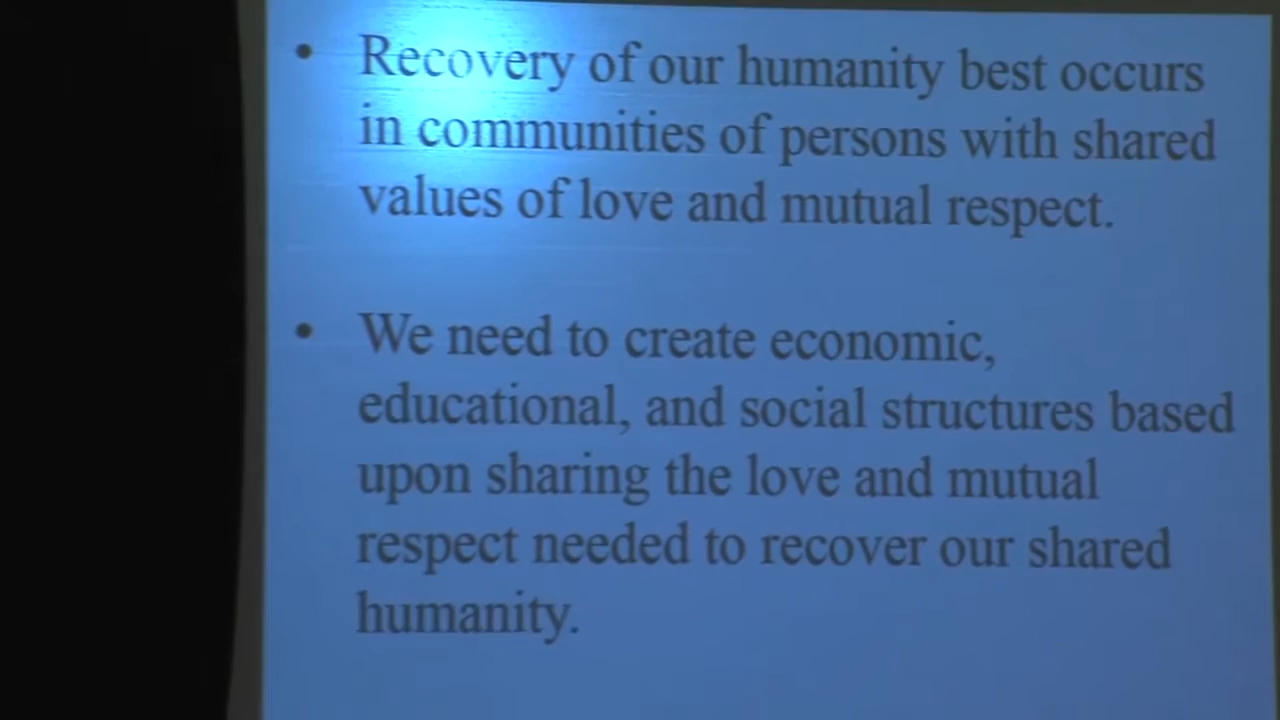 • Recovery of our humanity best occurs
in communities of persons with shared
values of love and mutual respect.
• We need to create economic,
educational, and social structures based
upon sharing the love and mutual
respect needed to recover our shared
humanity.